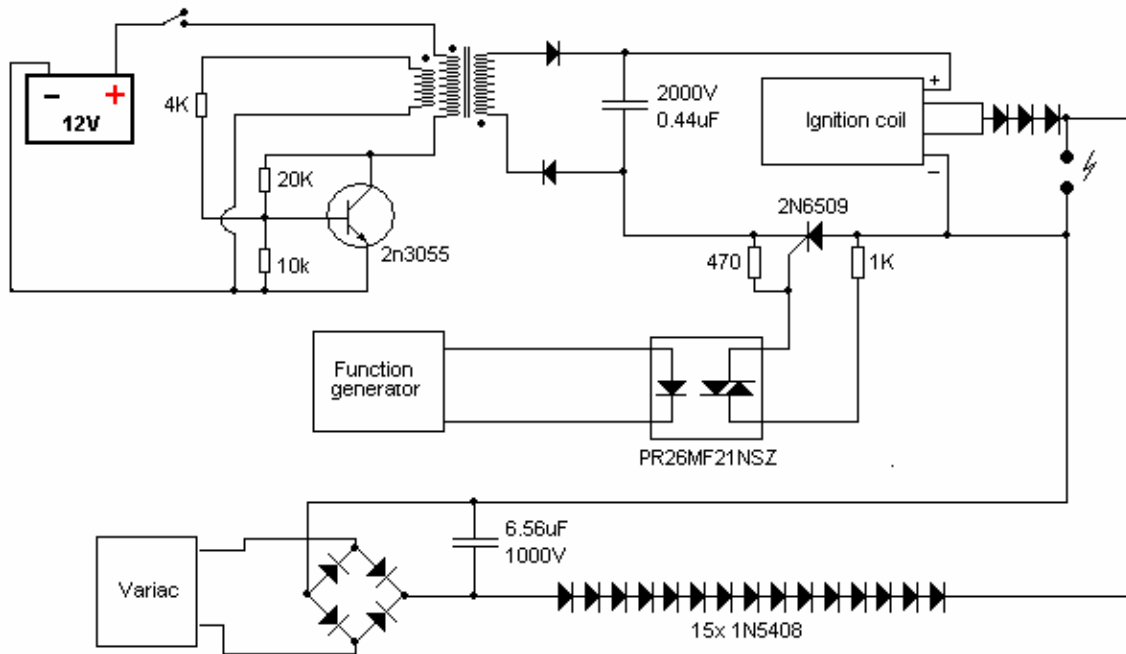 − +
12V
4K
20K
10k
2n3055
2000V
0.44uF
+
Ignition coil
−
2N6509
470
1K
Function
generator
PR26MF21NSZ
6.56uF
1000V
Variac
15x 1N5408